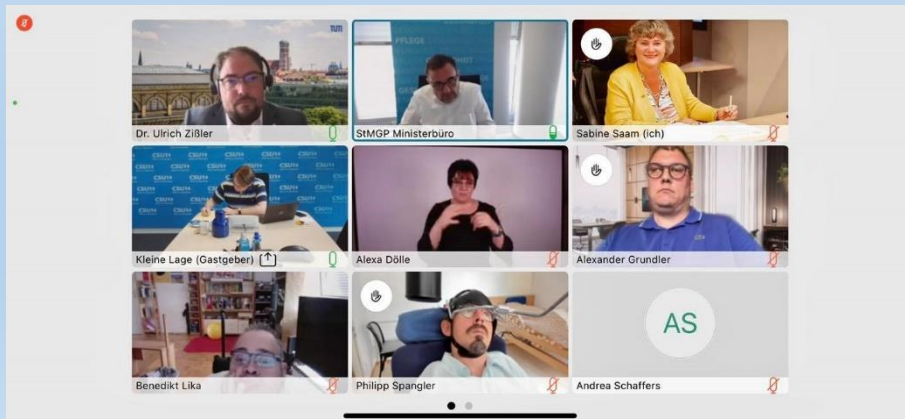 TUM
PFLEGE
Dr. Ulrich Zißler
StMGP Ministerbüro
Sabine Saam (ich)
CSU
Kleine Lage (Gastgeber)
Alexa Dölle
Alexander Grundler
Benedikt Lika
Philipp Spangler
AS
Andrea Schaffers